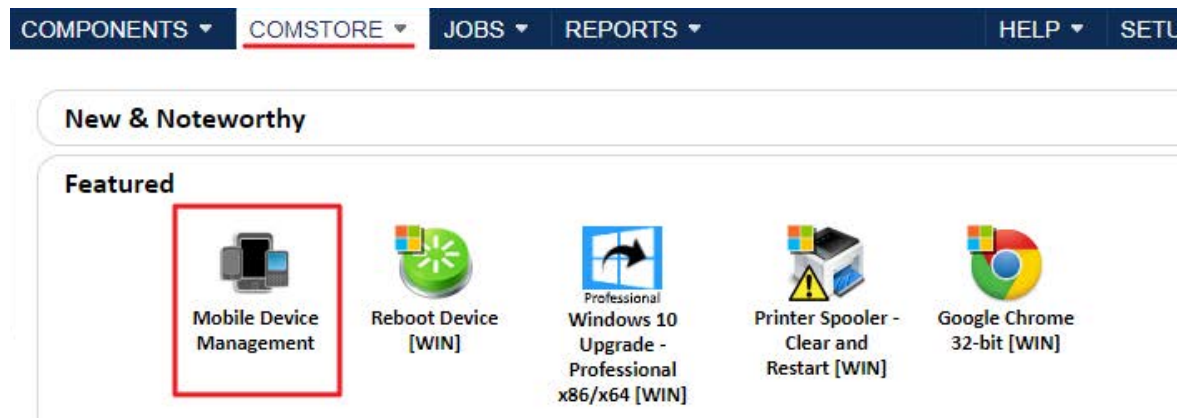 COMPONENTS COMSTORE JOBS REPORTS HELP SETU
New & Noteworthy
Featured
Mobile Device
Management
Reboot Device
[WIN]
Professional
Windows 10
Upgrade -
Professional
x86/x64 [WIN]
Printer Spooler -
Clear and
Restart [WIN]
Google Chrome
32-bit [WIN]